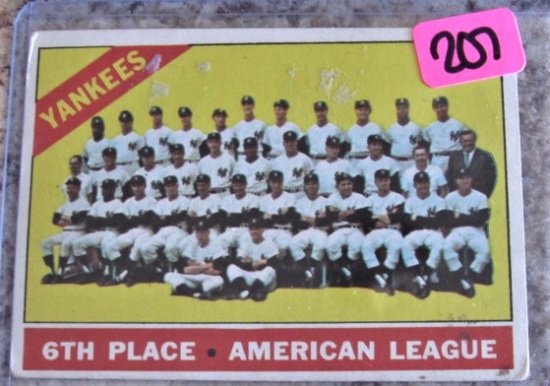 YANKEES
207
6TH PLACE • AMERICAN LEAGUE